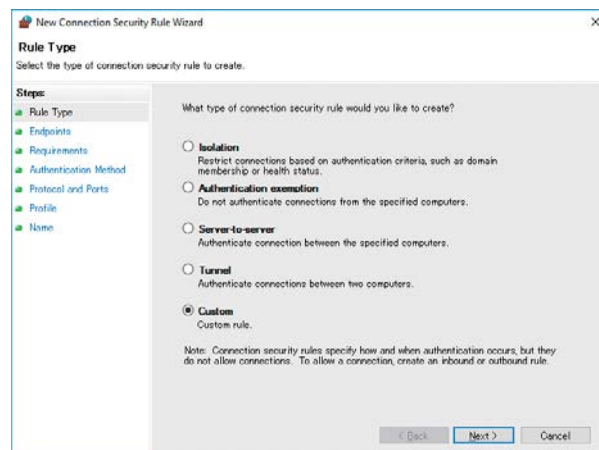 New Connection Security Rule Wizard
Rule Type
Select the type of connection security rule to create.
Steps:
Rule Type
Endpoints
Requirements
Authentication Method
Protocol and Ports
Profile
Name
What type of connection security rule would you like to create?
Isolation
Restrict connections based on authentication criteria, such as domain
membership or health status.
Authentication exemption
Do not authenticate connections from the specified computers.
Server-to-server
Authenticate connection between the specified computers.
Tunnel
Authenticate connections between two computers.
Custom
Custom rule.
Note: Connection security rules specify how and when authentication occurs, but they
do not allow connections. To allow a connection, create an inbound or outbound rule.
< Back
Next >
Cancel